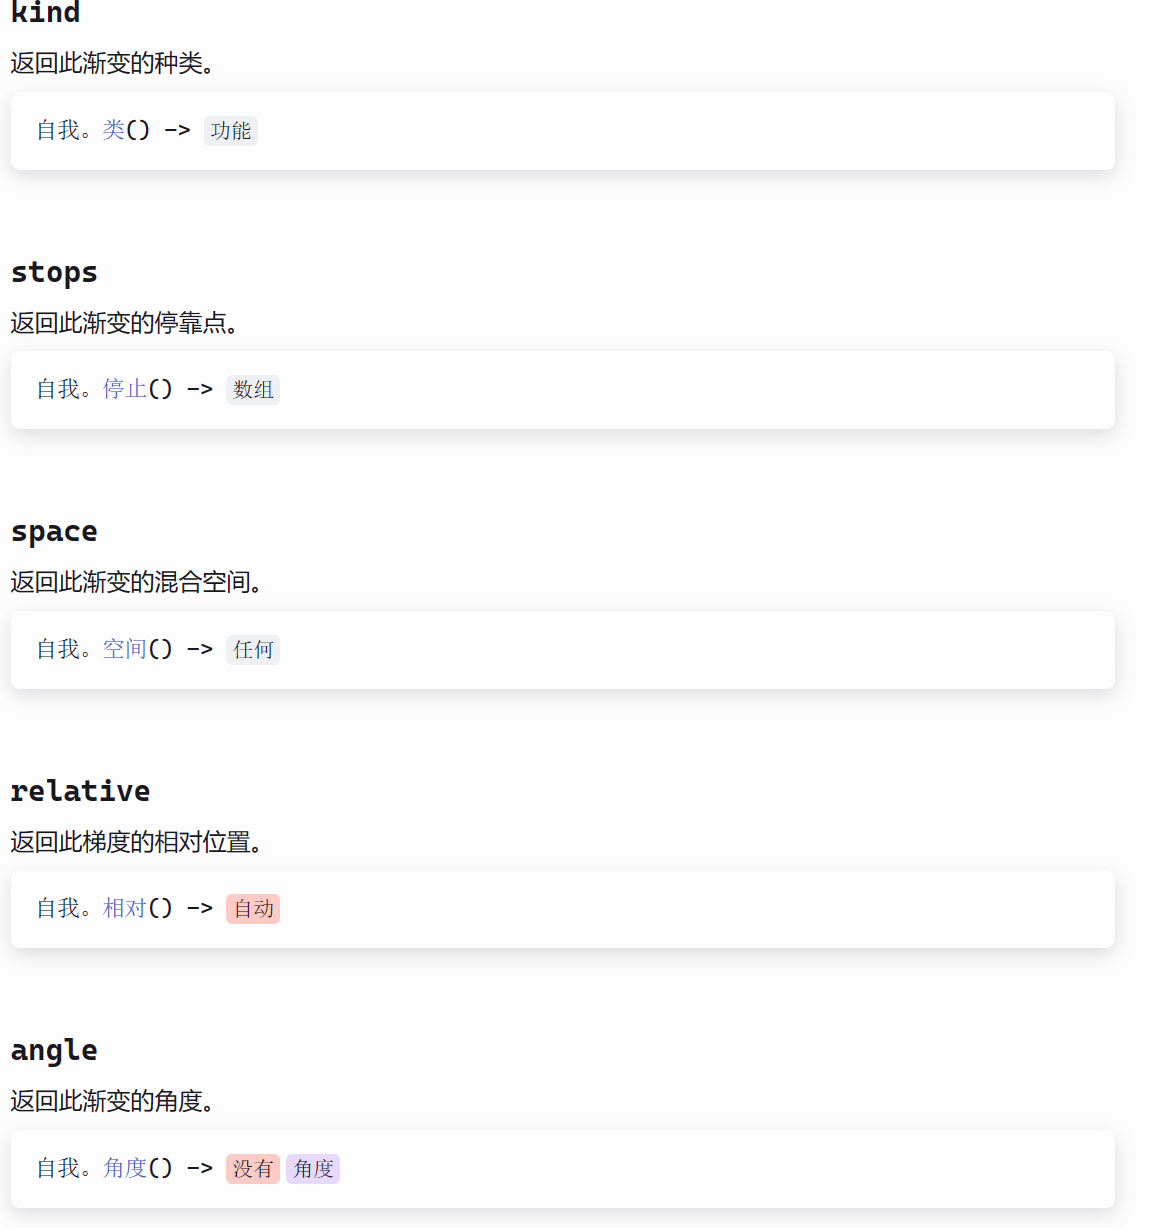 kind
返回此渐变的种类。
自我。类() -> 功能
stops
返回此渐变的停靠点。
自我。停止() -> 数组
space
返回此渐变的混合空间。
自我。空间() -> 任何
relative
返回此梯度的相对位置。
自我。相对() -> 自动
angle
返回此渐变的角度。
自我。角度() -> 没有 角度